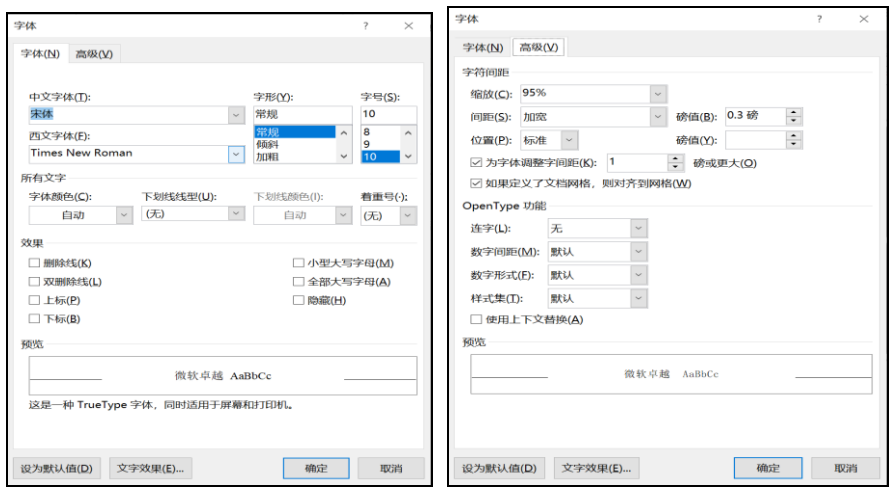 字体 ? ×
字体(N) 高级(V)
中文字体(T): 字形(Y): 字号(S):
宋体 常规 10
西文字体(F): 常规 8
Times New Roman 倾斜 9
加粗 10
所有文字
字体颜色(C): 下划线线型(U): 下划线颜色(I): 着重号(·):
自动 (无) 自动 (无)
效果
删除线(K) 小型大写字母(M)
双删除线(L) 全部大写字母(A)
上标(P) 隐藏(H)
下标(B)
预览
微软卓越 AaBbCc
这是一种 TrueType 字体，同时适用于屏幕和打印机。
设为默认值(D) 文字效果(E)... 确定 取消
字体 ? ×
字体(N) 高级(V)
字符间距
缩放(C): 95%
间距(S): 加宽 磅值(B): 0.3 磅
位置(P): 标准 磅值(Y):
为字体调整字间距(K): 1 磅或更大(O)
如果定义了文档网格，则对齐到网格(W)
OpenType 功能
连字(L): 无
数字间距(M): 默认
数字形式(F): 默认
样式集(T): 默认
使用上下文替换(A)
预览
微软卓越 AaBbCc
设为默认值(D) 文字效果(E)... 确定 取消